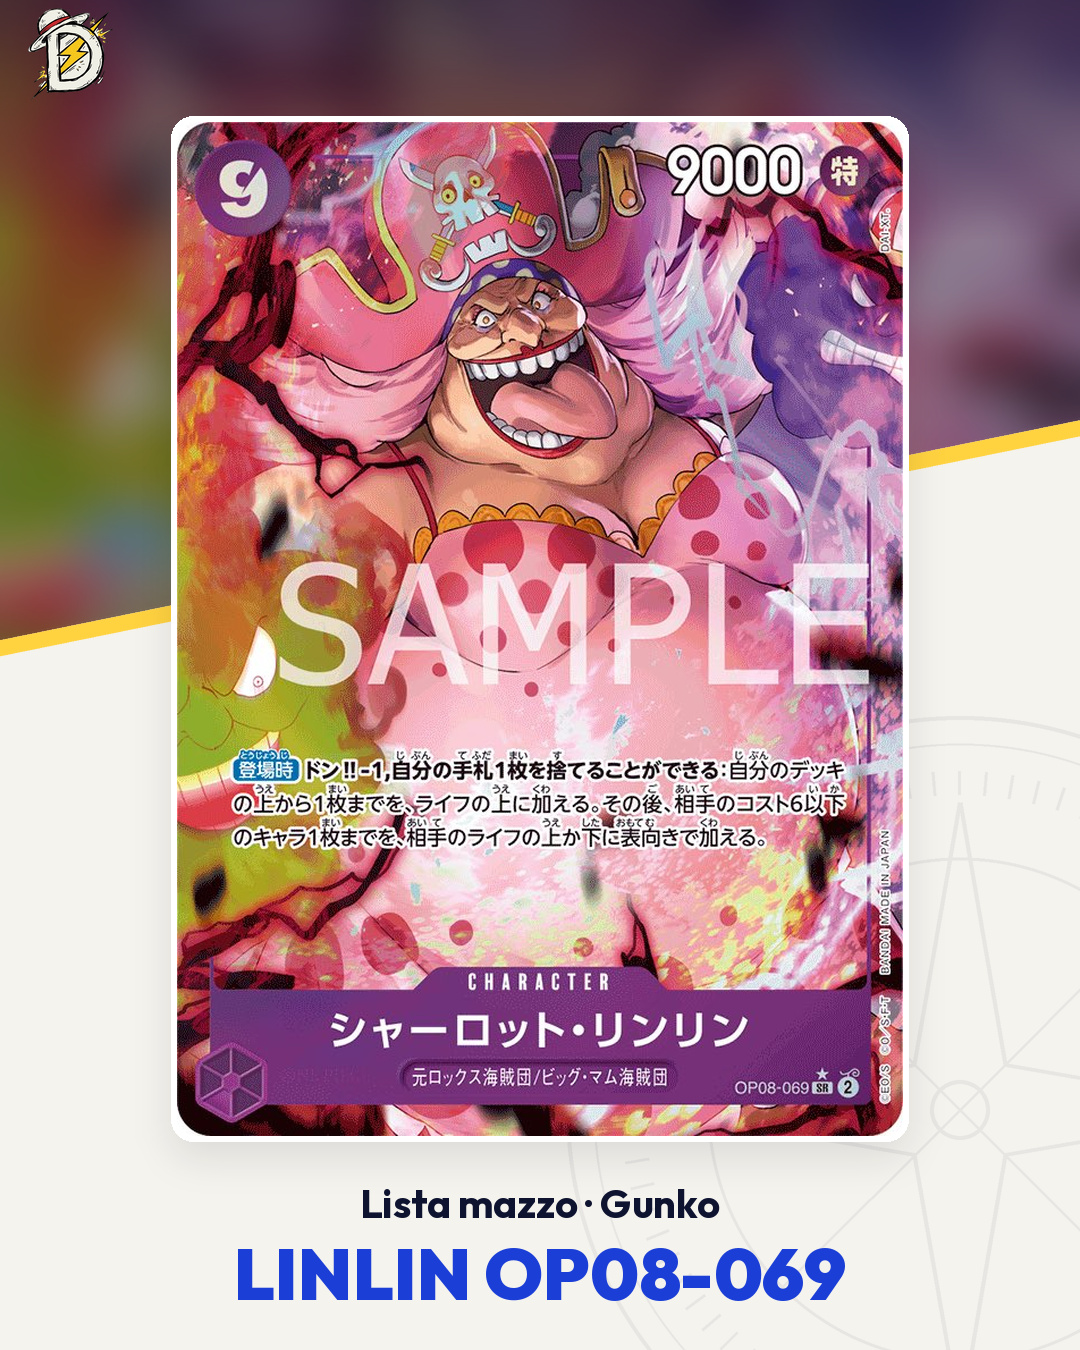 D
9
9000 特
DAI-XT.
SAMPLE
登場時 ドン!!-1,自分の手札1枚を捨てることができる:自分のデッキ
の上から1枚までを、ライフの上に加える。その後、相手のコスト6以下
のキャラ1枚までを、相手のライフの上か下に表向きで加える。
BANDAI MADE IN JAPAN
©EO/S ©O/S・F・T
CHARACTER
シャーロット・リンリン
元ロックス海賊団/ビッグ・マム海賊団
OP08-069 SR 2
Lista mazzo · Gunko
LINLIN OP08-069